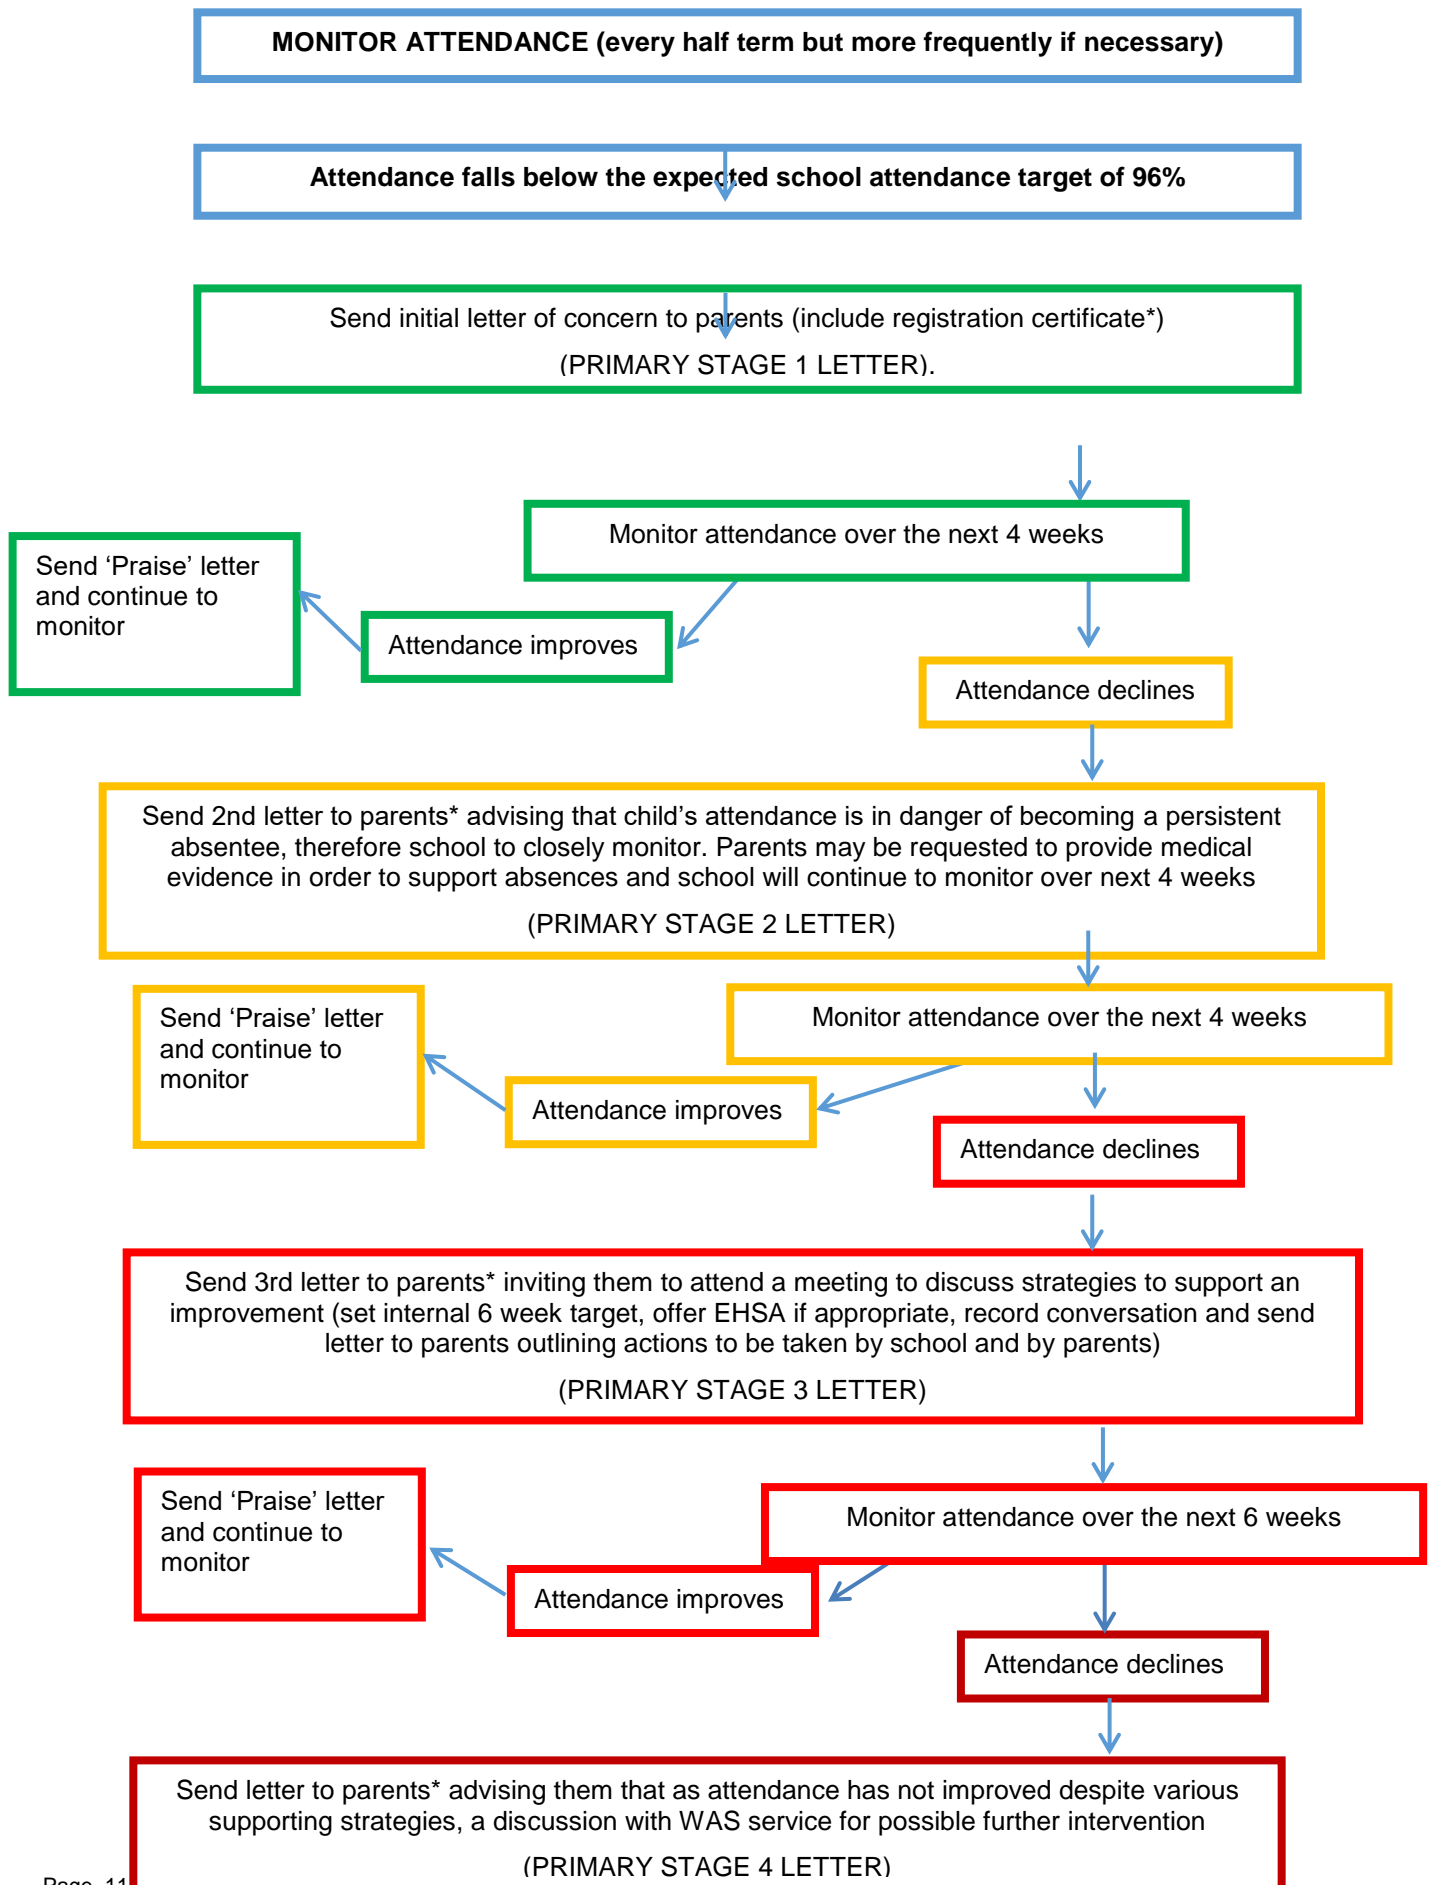 MONITOR ATTENDANCE (every half term but more frequently if necessary)
Attendance falls below the expected school attendance target of 96%
Send initial letter of concern to parents (include registration certificate*)
(PRIMARY STAGE 1 LETTER).
Monitor attendance over the next 4 weeks
Send ‘Praise’ letter
and continue to
monitor
Attendance improves
Attendance declines
Send 2nd letter to parents* advising that child’s attendance is in danger of becoming a persistent
absentee, therefore school to closely monitor. Parents may be requested to provide medical
evidence in order to support absences and school will continue to monitor over next 4 weeks
(PRIMARY STAGE 2 LETTER)
Monitor attendance over the next 4 weeks
Send ‘Praise’ letter
and continue to
monitor
Attendance improves
Attendance declines
Send 3rd letter to parents* inviting them to attend a meeting to discuss strategies to support an
improvement (set internal 6 week target, offer EHSA if appropriate, record conversation and send
letter to parents outlining actions to be taken by school and by parents)
(PRIMARY STAGE 3 LETTER)
Monitor attendance over the next 6 weeks
Send ‘Praise’ letter
and continue to
monitor
Attendance improves
Attendance declines
Send letter to parents* advising them that as attendance has not improved despite various
supporting strategies, a discussion with WAS service for possible further intervention
(PRIMARY STAGE 4 LETTER)
Page 11